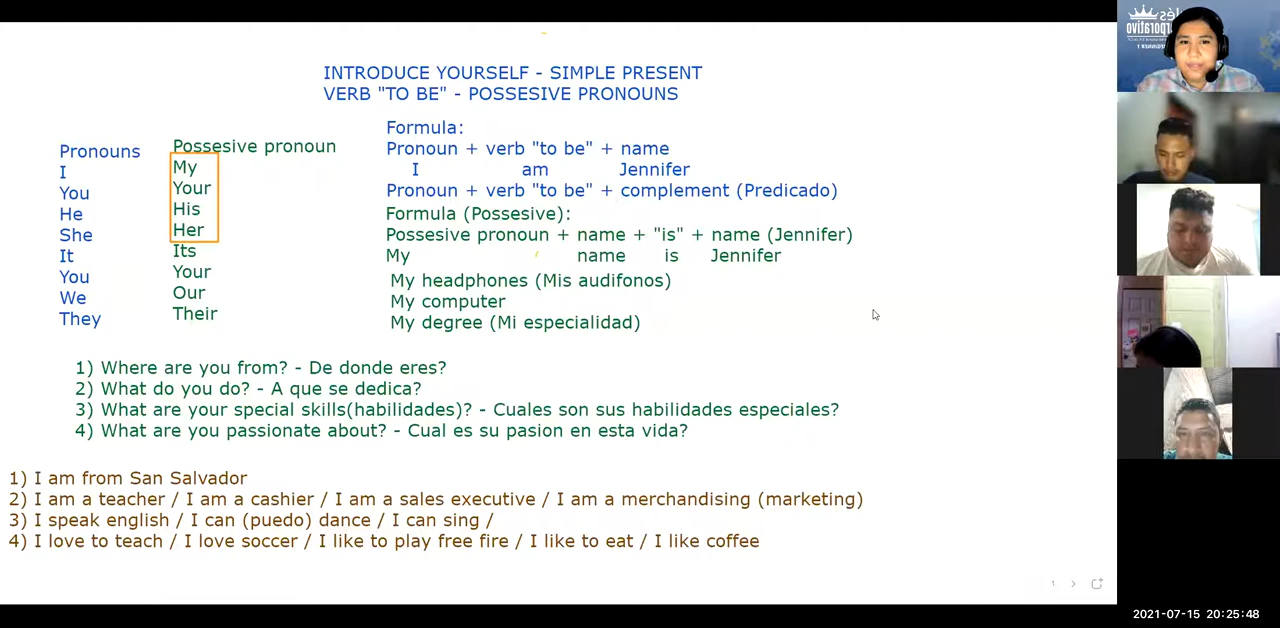 INTRODUCE YOURSELF - SIMPLE PRESENT
VERB "TO BE" - POSSESIVE PRONOUNS
Pronouns
I
You
He
She
It
You
We
They
Possesive pronoun
My
Your
His
Her
Its
Your
Our
Their
Formula:
Pronoun + verb "to be" + name
I am Jennifer
Pronoun + verb "to be" + complement (Predicado)
Formula (Possesive):
Possesive pronoun + name + "is" + name (Jennifer)
My name is Jennifer
My headphones (Mis audifonos)
My computer
My degree (Mi especialidad)
1) Where are you from? - De donde eres?
2) What do you do? - A que se dedica?
3) What are your special skills(habilidades)? - Cuales son sus habilidades especiales?
4) What are you passionate about? - Cual es su pasion en esta vida?
1) I am from San Salvador
2) I am a teacher / I am a cashier / I am a sales executive / I am a merchandising (marketing)
3) I speak english / I can (puedo) dance / I can sing /
4) I love to teach / I love soccer / I like to play free fire / I like to eat / I like coffee
1
2021-07-15 20:25:48